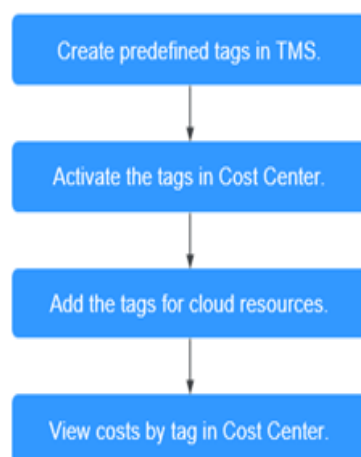 Create predefined tags in TMS.
Activate the tags in Cost Center.
Add the tags for cloud resources.
View costs by tag in Cost Center.